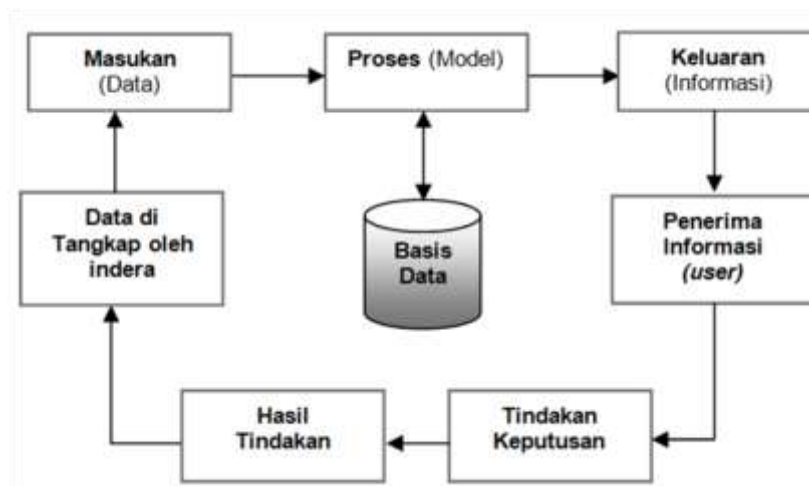 Masukan
(Data)
Proses (Model)
Keluaran
(Informasi)
Data di
Tangkap oleh
indera
Basis
Data
Penerima
Informasi
(user)
Hasil
Tindakan
Tindakan
Keputusan